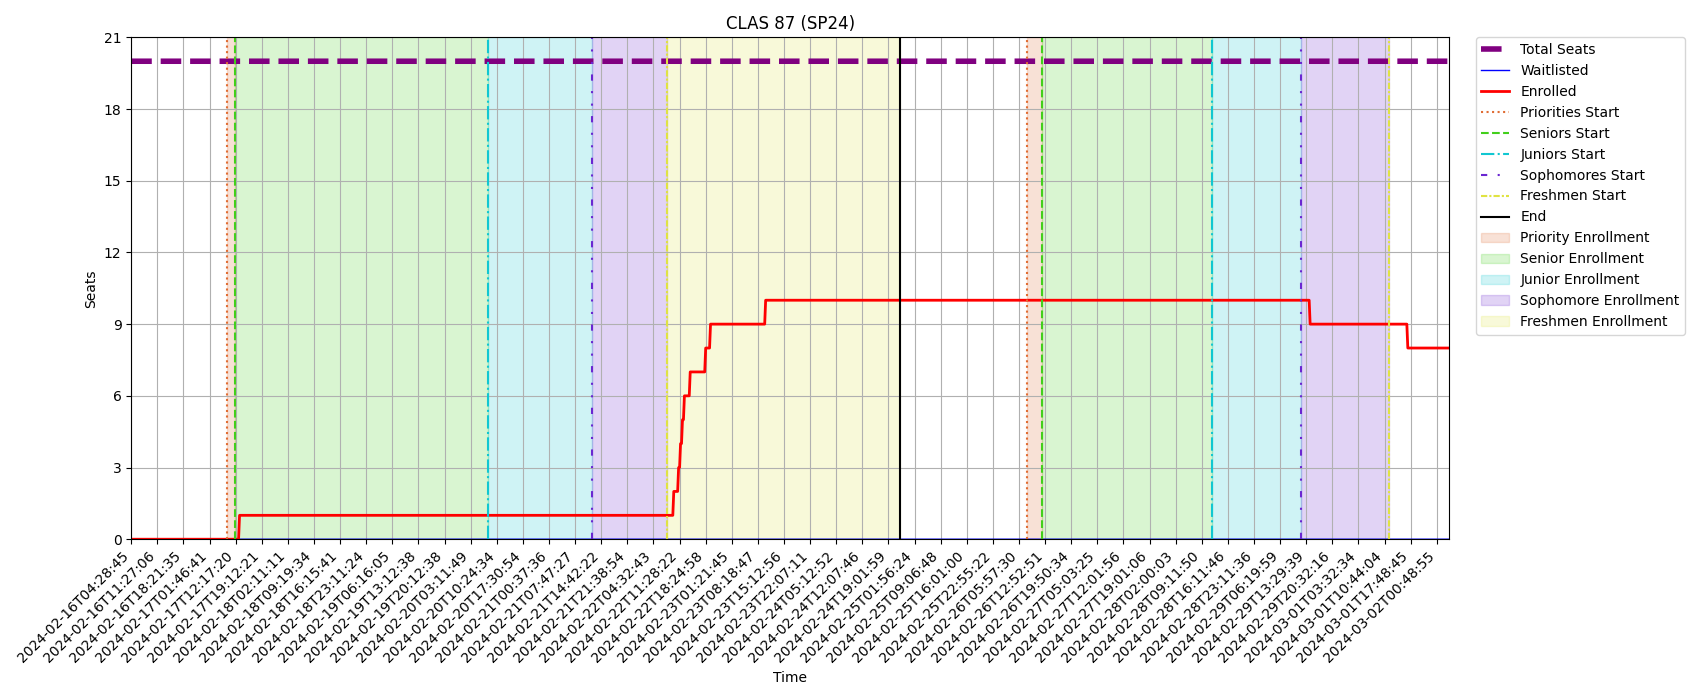 CLAS 87 (SP24)
21
18
15
12
9
6
3
0
Seats
2024-02-16T04:28:45
2024-02-16T11:27:06
2024-02-16T18:21:35
2024-02-17T01:46:41
2024-02-17T12:17:20
2024-02-17T19:12:21
2024-02-18T02:11:11
2024-02-18T09:19:34
2024-02-18T16:15:41
2024-02-18T23:11:24
2024-02-19T06:16:05
2024-02-19T13:12:38
2024-02-19T20:12:38
2024-02-20T03:11:49
2024-02-20T10:24:34
2024-02-20T17:30:54
2024-02-21T00:37:36
2024-02-21T07:47:27
2024-02-21T14:42:22
2024-02-21T21:38:54
2024-02-22T04:32:43
2024-02-22T11:28:22
2024-02-22T18:24:58
2024-02-23T01:21:45
2024-02-23T08:18:47
2024-02-23T15:12:56
2024-02-23T22:07:11
2024-02-24T05:12:52
2024-02-24T12:07:46
2024-02-24T19:01:59
2024-02-25T01:56:24
2024-02-25T09:06:48
2024-02-25T16:01:00
2024-02-25T22:55:22
2024-02-26T05:57:30
2024-02-26T12:52:51
2024-02-26T19:50:34
2024-02-27T05:03:25
2024-02-27T12:01:56
2024-02-27T19:01:06
2024-02-28T02:00:03
2024-02-28T09:11:50
2024-02-28T16:11:46
2024-02-28T23:11:36
2024-02-29T06:19:59
2024-02-29T13:29:39
2024-02-29T20:32:16
2024-03-01T03:32:34
2024-03-01T10:44:04
2024-03-01T17:48:45
2024-03-02T00:48:55
Time
Total Seats
Waitlisted
Enrolled
Priorities Start
Seniors Start
Juniors Start
Sophomores Start
Freshmen Start
End
Priority Enrollment
Senior Enrollment
Junior Enrollment
Sophomore Enrollment
Freshmen Enrollment